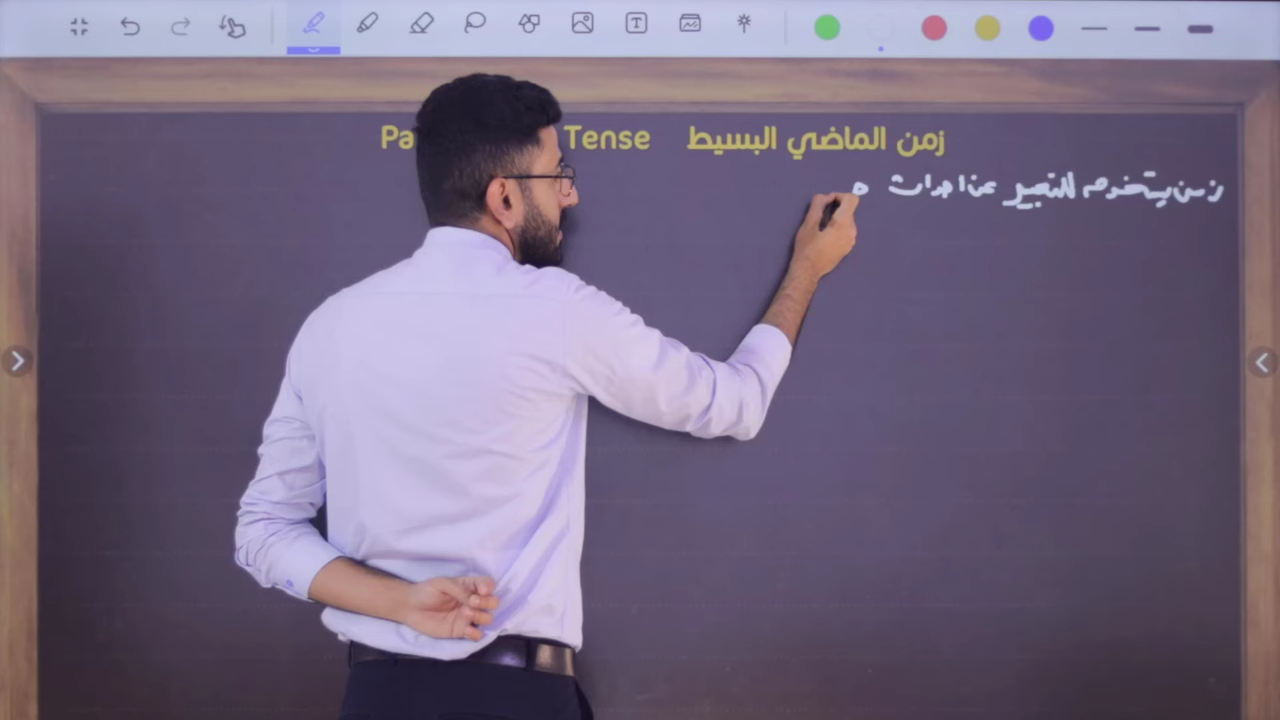 Pa Tense زمن الماضي البسيط
زمن يستخدم للتعبير عن احداث